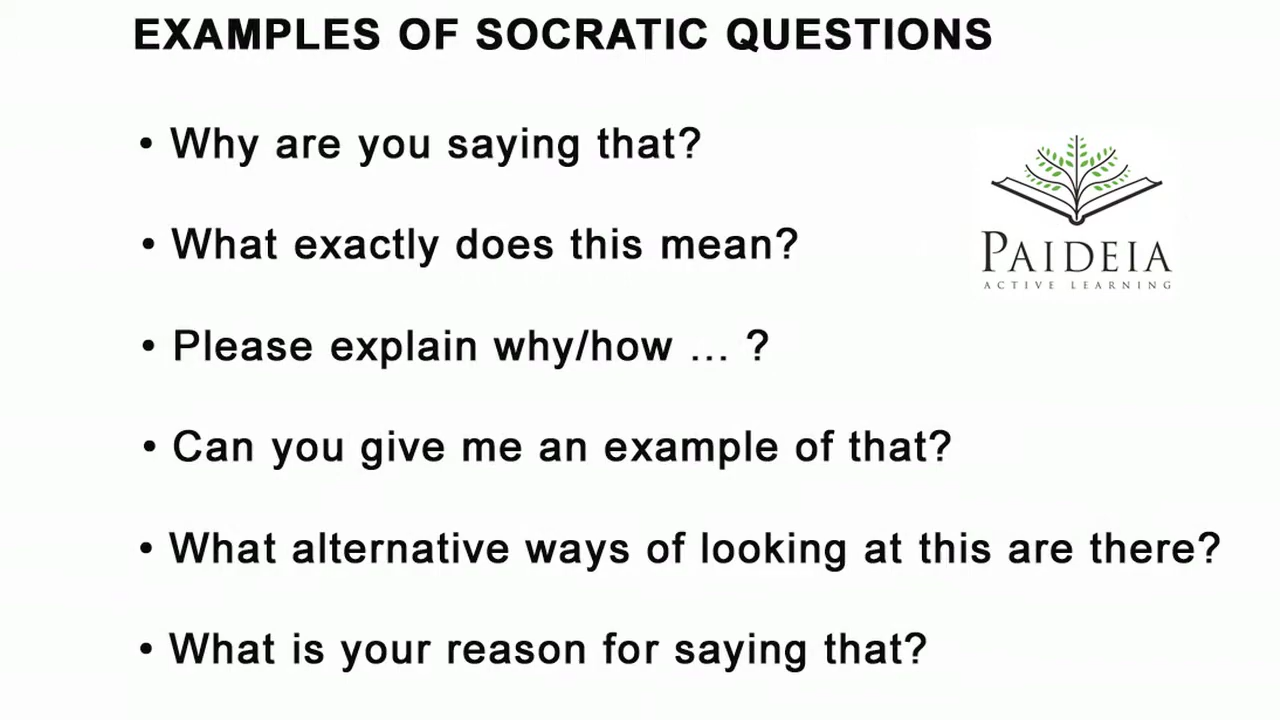 EXAMPLES OF SOCRATIC QUESTIONS
• Why are you saying that?
• What exactly does this mean?
• Please explain why/how ... ?
• Can you give me an example of that?
• What alternative ways of looking at this are there?
• What is your reason for saying that?
PAIDEIA
ACTIVE LEARNING